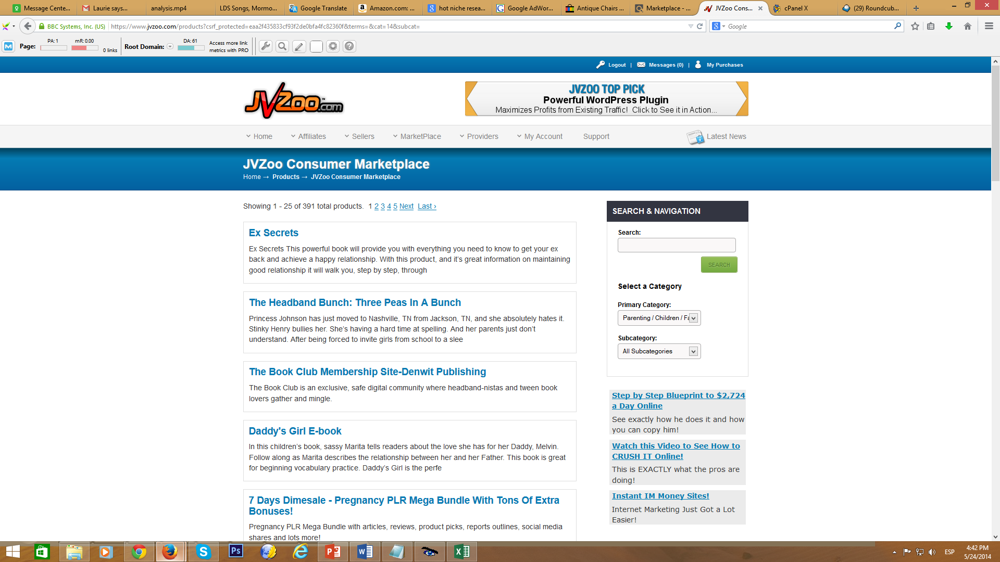 Message Cente...
Laurie says...
analysis.mp4
LDS Songs, Mormo...
Google Translate
Amazon.com: ...
hot niche resea...
Google AdWor...
Antique Chairs ...
Marketplace - ...
JVZoo Cons...
cPanel X
(29) Roundcub...
BBC Systems, Inc. (US)
https://www.jvzoo.com/products?csrf_protected=eaa2f435833cf93f2de0bfa4fc82360f&terms=&cat=14&subcat=
Google
Page:
PA: 1
mR: 0.00
0 links
Root Domain:
DA: 61
Access more link
metrics with PRO
Logout | Messages (0) | My Purchases
JVZoo.com
™
JVZOO TOP PICK
Powerful WordPress Plugin
Maximizes Profits from Existing Traffic! Click to See it in Action...
Home
Affiliates
Sellers
MarketPlace
Providers
My Account
Support
Latest News
JVZoo Consumer Marketplace
Home → Products → JVZoo Consumer Marketplace
Showing 1 - 25 of 391 total products. 1 2 3 4 5 Next Last ›
Ex Secrets
Ex Secrets This powerful book will provide you with everything you need to know to get your ex
back and achieve a happy relationship. With this product, and it’s great information on maintaining
good relationship it will walk you, step by step, through
The Headband Bunch: Three Peas In A Bunch
Princess Johnson has just moved to Nashville, TN from Jackson, TN, and she absolutely hates it.
Stinky Henry bullies her. She’s having a hard time at spelling. And her parents just don’t
understand. After being forced to invite girls from school to a slee
The Book Club Membership Site-Denwit Publishing
The Book Club is an exclusive, safe digital community where headband-nistas and tween book
lovers gather and mingle.
Daddy's Girl E-book
In this children’s book, sassy Marita tells readers about the love she has for her Daddy, Melvin.
Follow along as Marita describes the relationship between her and her Father. This book is great
for beginning vocabulary practice. Daddy’s Girl is the perfe
7 Days Dimesale - Pregnancy PLR Mega Bundle With Tons Of Extra
Bonuses!
Pregnancy PLR Mega Bundle with articles, reviews, product picks, reports outlines, social media
shares and lots more!
SEARCH & NAVIGATION
Search:
SEARCH
Select a Category
Primary Category:
Parenting / Children / Fa
Subcategory:
All Subcategories
Step by Step Blueprint to $2,724
a Day Online
See exactly how he does it and how
you can copy him!
Watch this Video to See How to
CRUSH IT Online!
This is EXACTLY what the pros are
doing!
Instant IM Money Sites!
Internet Marketing Just Got a Lot
Easier!
ESP
4:42 PM
5/24/2014